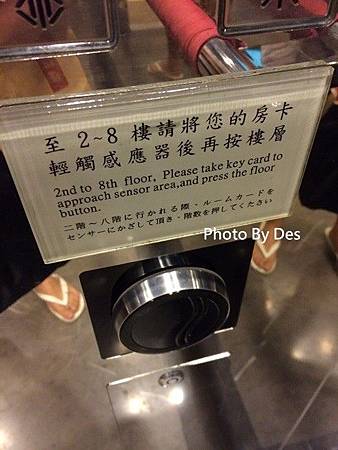 至 2~8 樓請將您的房卡
輕觸感應器後再按樓層
2nd to 8th floor, Please take key card to
approach sensor area,and press the floor
button.
二階～八階に行かれる際、ルームカードを
センサーにかざして頂き、階数を押してください
Photo By Des